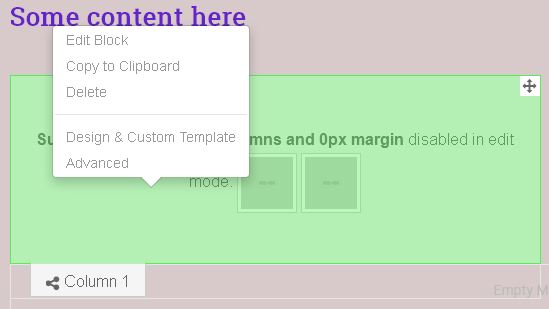 Some content here
Edit Block
Copy to Clipboard
Delete
Design & Custom Template
Advanced
Su mns and 0px margin disabled in edit
mode.
Column 1
Empty M